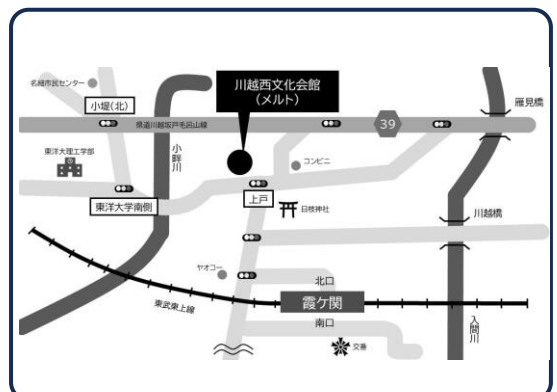 名細市民センター
小堤(北)
県道川越坂戸毛呂山線
川越西文化会館
(メルト)
39
雁見橋
東洋大理工学部
小畔川
コンビニ
東洋大学南側
上戸
日枝神社
川越橋
ヤオコー
東武東上線
北口
霞ケ関
南口
交番
入間川